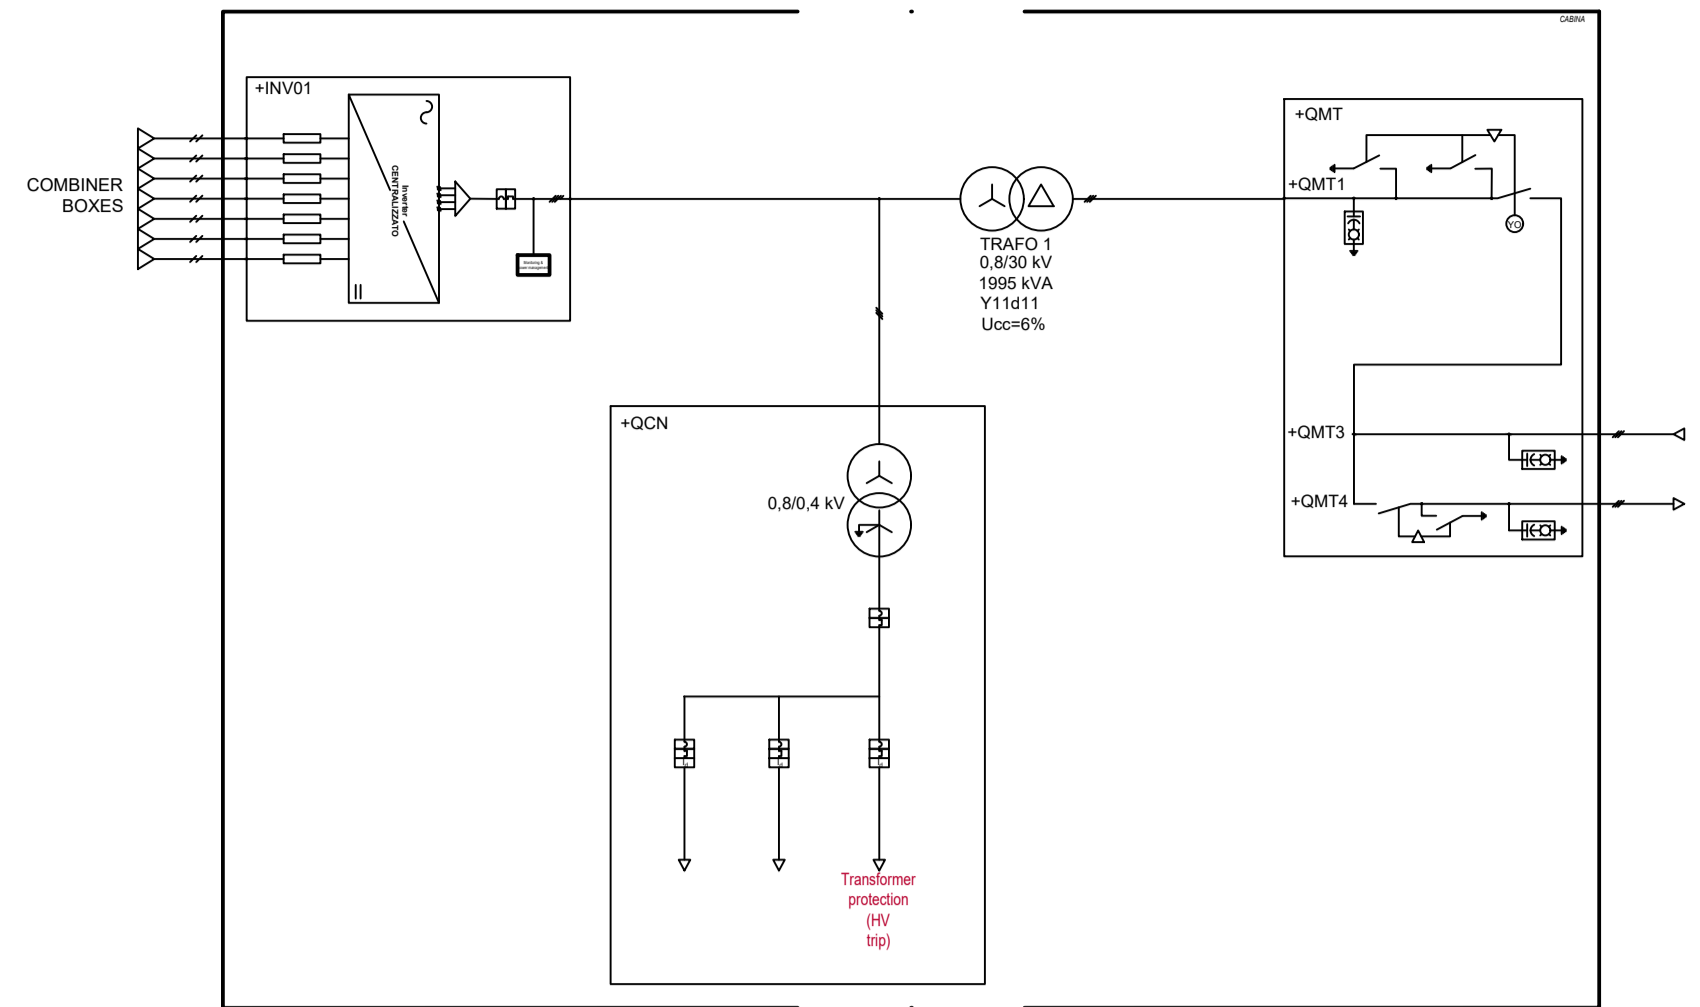 CABINA
+INV01
Inverter
CENTRALIZZATO
COMBINER
BOXES
+QMT
+QMT1
YO
TRAFO 1
0,8/30 kV
1995 kVA
Y11d11
Ucc=6%
+QCN
0,8/0,4 kV
+QMT3
+QMT4
Transformer
protection
(HV
trip)